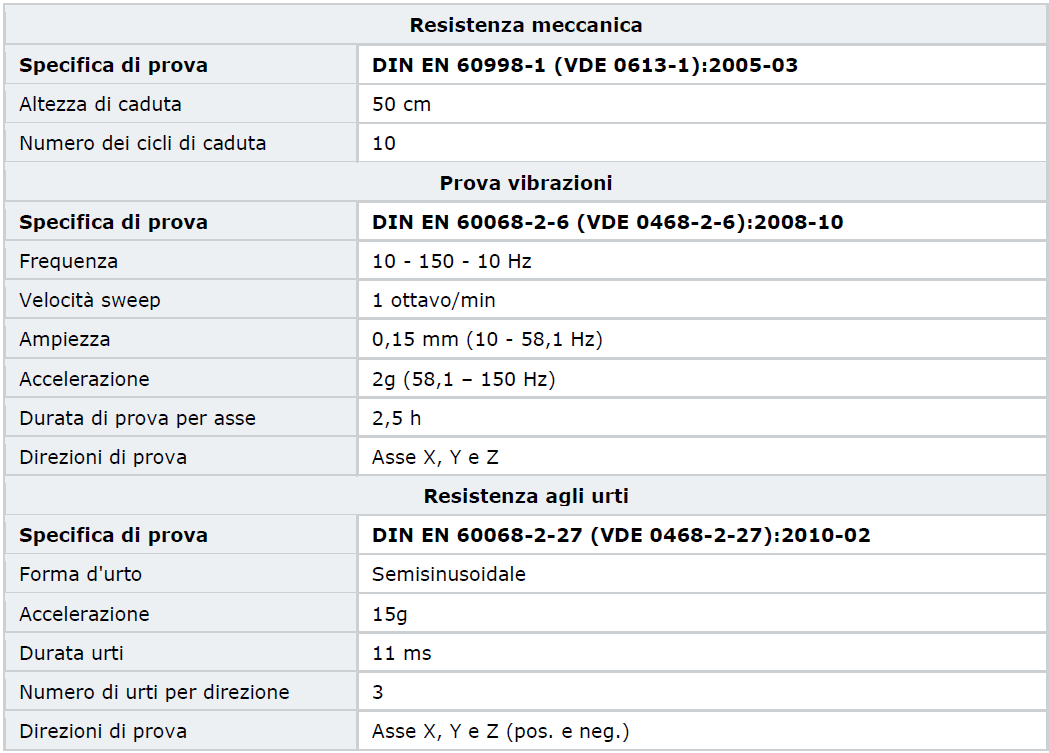 Resistenza meccanica
Specifica di prova DIN EN 60998-1 (VDE 0613-1):2005-03
Altezza di caduta 50 cm
Numero dei cicli di caduta 10
Prova vibrazioni
Specifica di prova DIN EN 60068-2-6 (VDE 0468-2-6):2008-10
Frequenza 10 - 150 - 10 Hz
Velocità sweep 1 ottavo/min
Ampiezza 0,15 mm (10 - 58,1 Hz)
Accelerazione 2g (58,1 – 150 Hz)
Durata di prova per asse 2,5 h
Direzioni di prova Asse X, Y e Z
Resistenza agli urti
Specifica di prova DIN EN 60068-2-27 (VDE 0468-2-27):2010-02
Forma d'urto Semisinusoidale
Accelerazione 15g
Durata urti 11 ms
Numero di urti per direzione 3
Direzioni di prova Asse X, Y e Z (pos. e neg.)